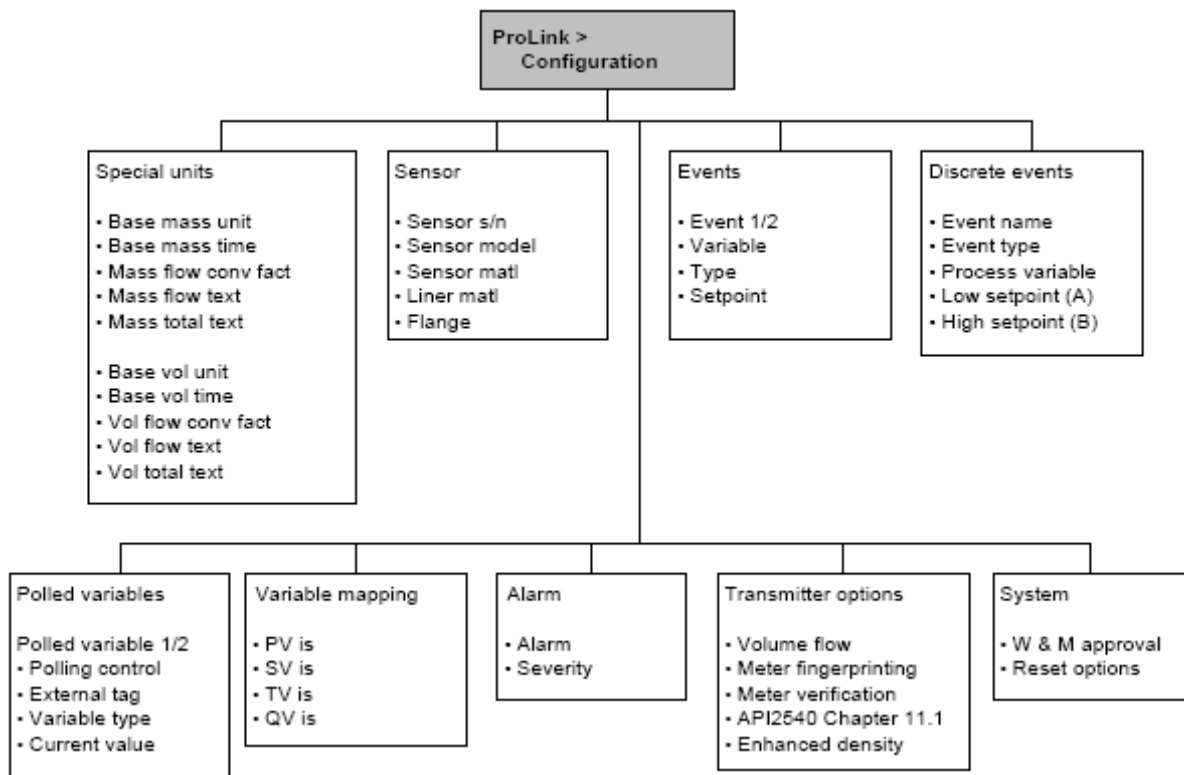 ProLink >
Configuration
Special units
▪ Base mass unit
▪ Base mass time
▪ Mass flow conv fact
▪ Mass flow text
▪ Mass total text
▪ Base vol unit
▪ Base vol time
▪ Vol flow conv fact
▪ Vol flow text
▪ Vol total text
Sensor
▪ Sensor s/n
▪ Sensor model
▪ Sensor matl
▪ Liner matl
▪ Flange
Events
▪ Event 1/2
▪ Variable
▪ Type
▪ Setpoint
Discrete events
▪ Event name
▪ Event type
▪ Process variable
▪ Low setpoint (A)
▪ High setpoint (B)
Polled variables
Polled variable 1/2
▪ Polling control
▪ External tag
▪ Variable type
▪ Current value
Variable mapping
▪ PV is
▪ SV is
▪ TV is
▪ QV is
Alarm
▪ Alarm
▪ Severity
Transmitter options
▪ Volume flow
▪ Meter fingerprinting
▪ Meter verification
▪ API2540 Chapter 11.1
▪ Enhanced density
System
▪ W & M approval
▪ Reset options